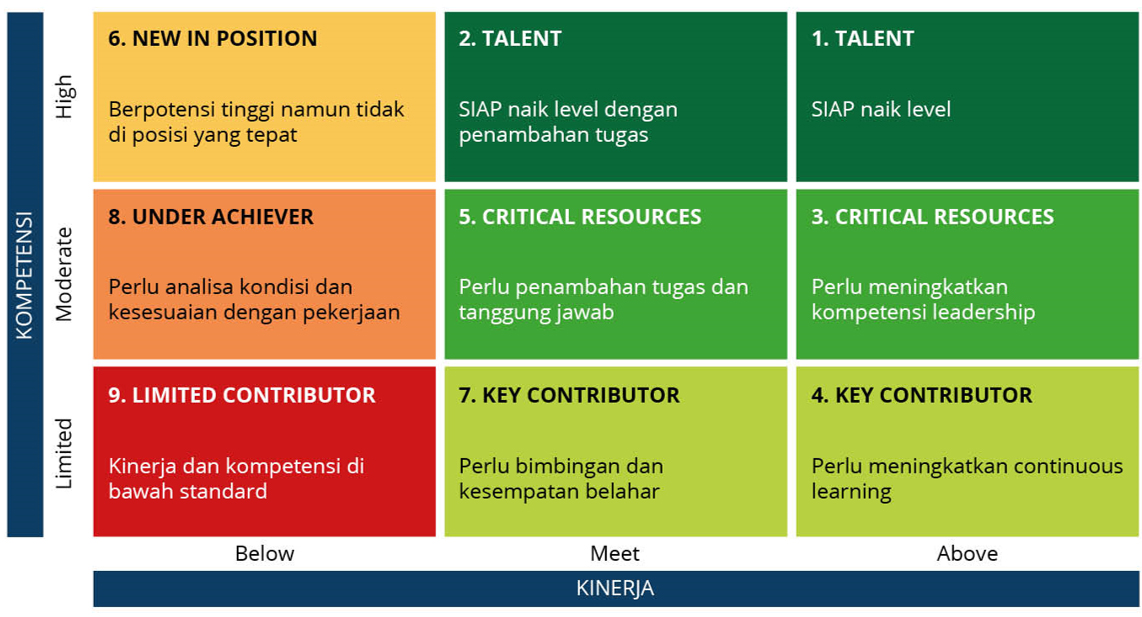 KOMPETENSI
High
6. NEW IN POSITION
Berpotensi tinggi namun tidak
di posisi yang tepat
2. TALENT
SIAP naik level dengan
penambahan tugas
1. TALENT
SIAP naik level
Moderate
8. UNDER ACHIEVER
Perlu analisa kondisi dan
kesesuaian dengan pekerjaan
5. CRITICAL RESOURCES
Perlu penambahan tugas dan
tanggung jawab
3. CRITICAL RESOURCES
Perlu meningkatkan
kompetensi leadership
Limited
9. LIMITED CONTRIBUTOR
Kinerja dan kompetensi di
bawah standard
7. KEY CONTRIBUTOR
Perlu bimbingan dan
kesempatan belahar
4. KEY CONTRIBUTOR
Perlu meningkatkan continuous
learning
Below
Meet
Above
KINERJA